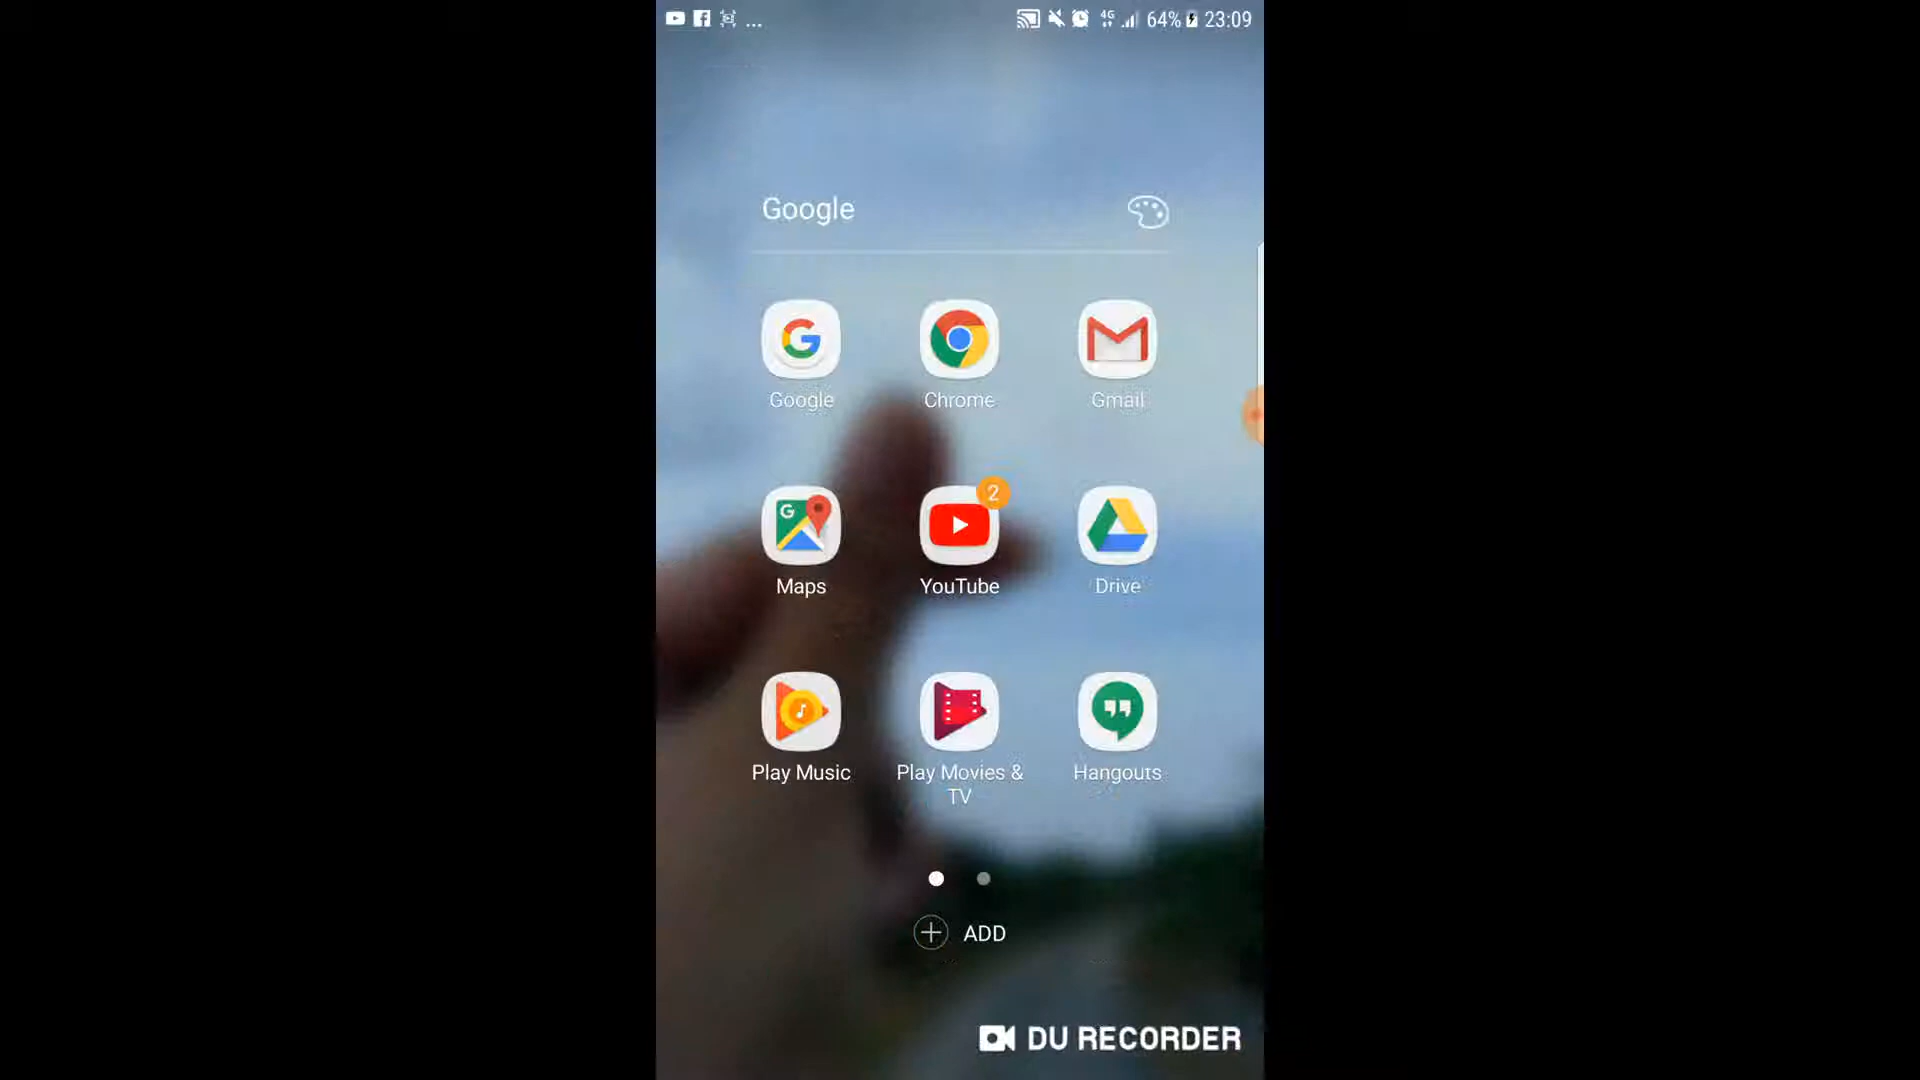 ... 4G 64% 23:09
Google
Google Chrome Gmail
2
Maps YouTube Drive
Play Music Play Movies & Hangouts
TV
ADD
DU RECORDER